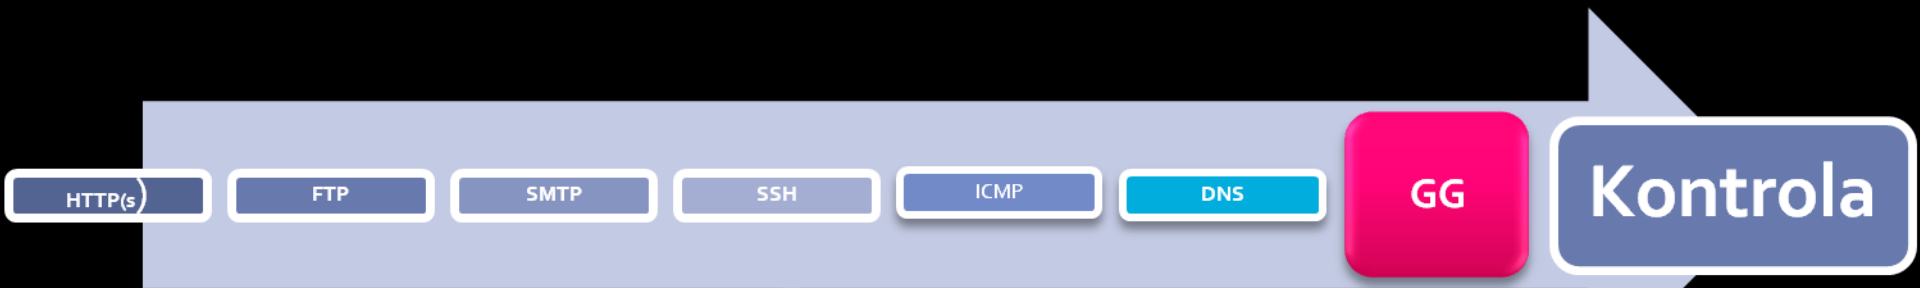 HTTP(s)
FTP
SMTP
SSH
ICMP
DNS
GG
Kontrola